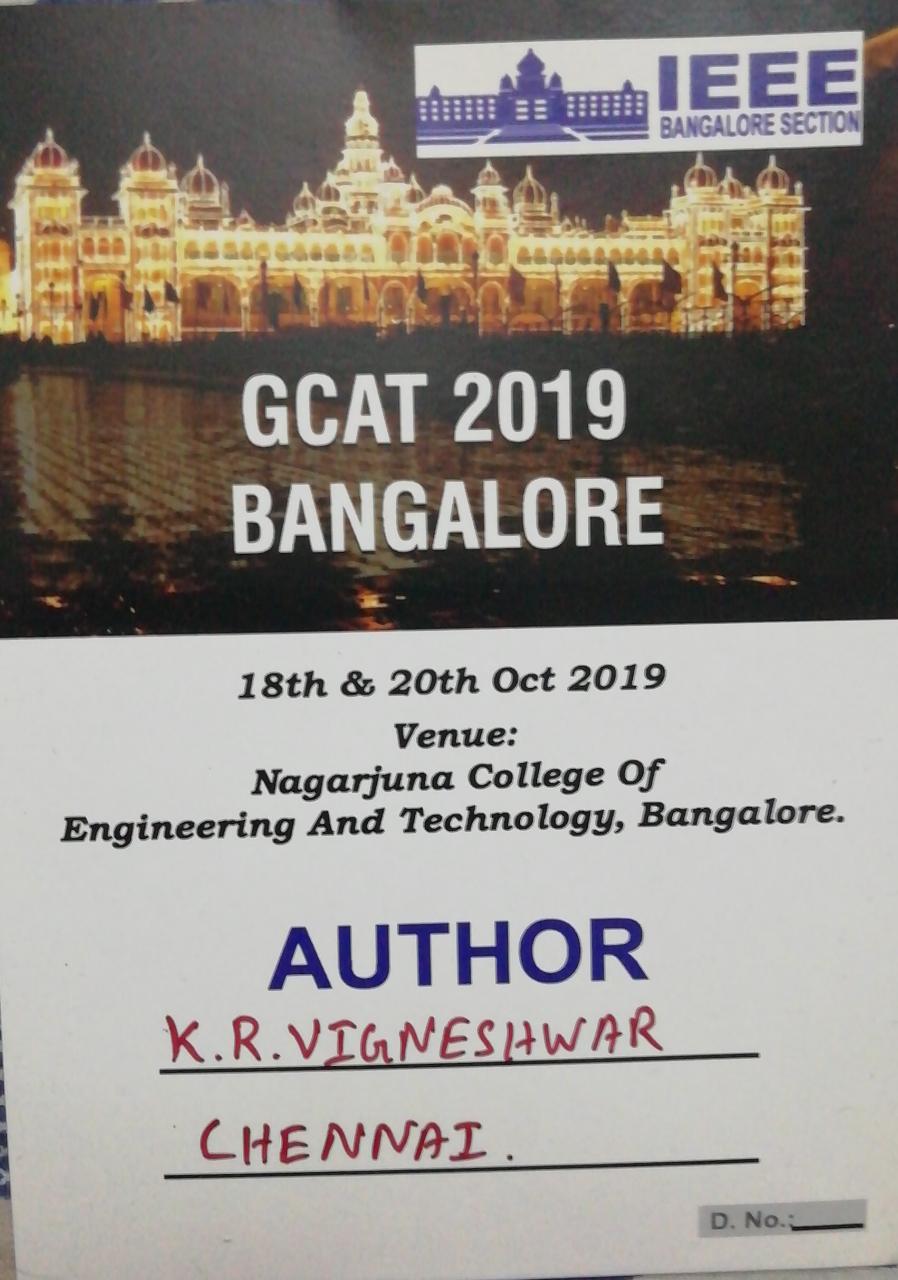 IEEE
BANGALORE SECTION
GCAT 2019
BANGALORE
18th & 20th Oct 2019
Venue:
Nagarjuna College Of
Engineering And Technology, Bangalore.
AUTHOR
K.R.VIGNESHWAR
CHENNAI.
D. No.: